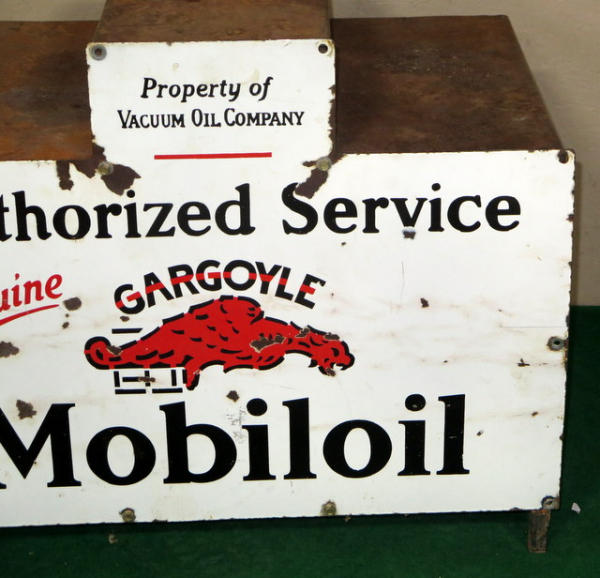 Property of
VACUUM OIL COMPANY
thorized Service
uine
GARGOYLE
Mobiloil